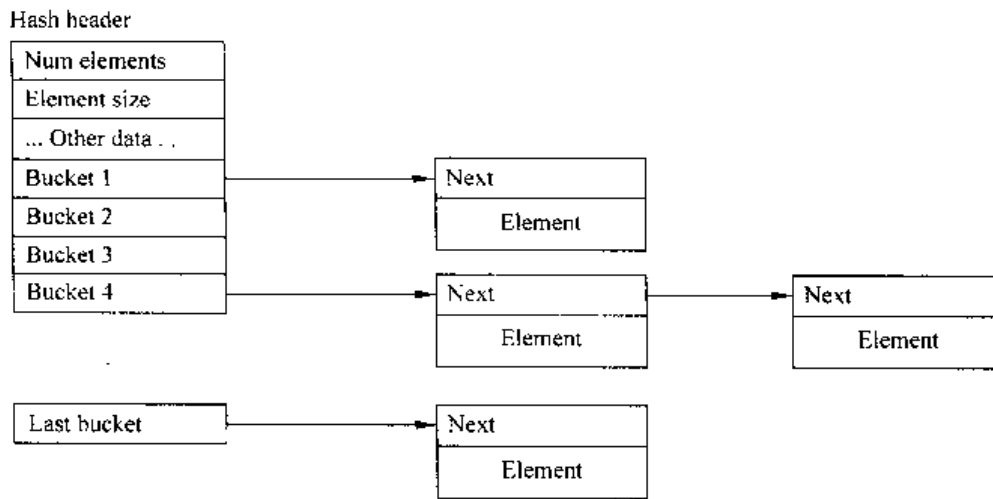 Hash header
Num elements
Element size
... Other data . .
Bucket 1
Next
Element
Bucket 2
Bucket 3
Bucket 4
Next
Element
Next
Element
Last bucket
Next
Element